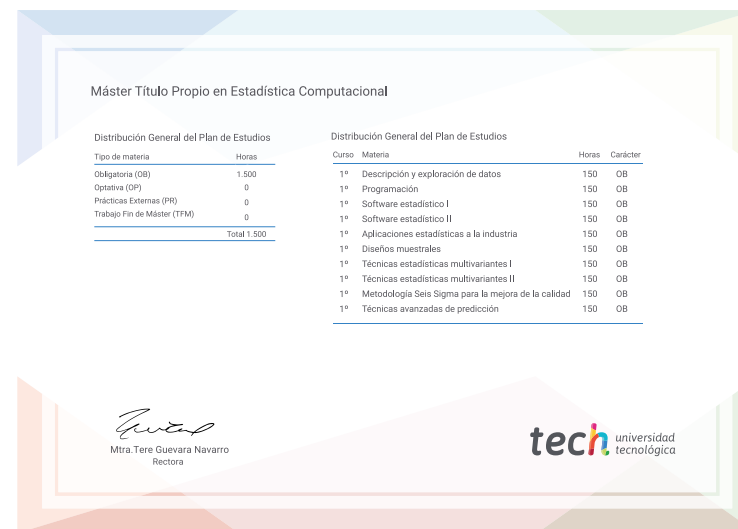 Máster Título Propio en Estadística Computacional
Distribución General del Plan de Estudios
Tipo de materia Horas
Obligatoria (OB) 1.500
Optativa (OP) 0
Prácticas Externas (PR) 0
Trabajo Fin de Máster (TFM) 0
Total 1.500
Distribución General del Plan de Estudios
Curso Materia Horas Carácter
1º Descripción y exploración de datos 150 OB
1º Programación 150 OB
1º Software estadístico I 150 OB
1º Software estadístico II 150 OB
1º Aplicaciones estadísticas a la industria 150 OB
1º Diseños muestrales 150 OB
1º Técnicas estadísticas multivariantes I 150 OB
1º Técnicas estadísticas multivariantes II 150 OB
1º Metodología Seis Sigma para la mejora de la calidad 150 OB
1º Técnicas avanzadas de predicción 150 OB
Mtra.Tere Guevara Navarro
Rectora
tech universidad
tecnológica